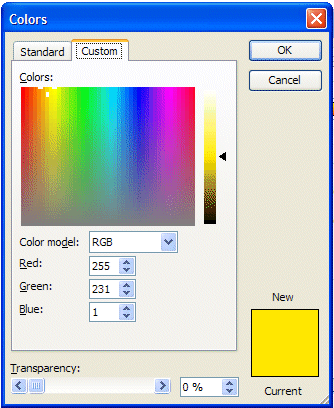 Colors
Standard
Custom
OK
Cancel
Colors:
Color model: RGB
Red: 255
Green: 231
Blue: 1
New
Transparency:
0 %
Current